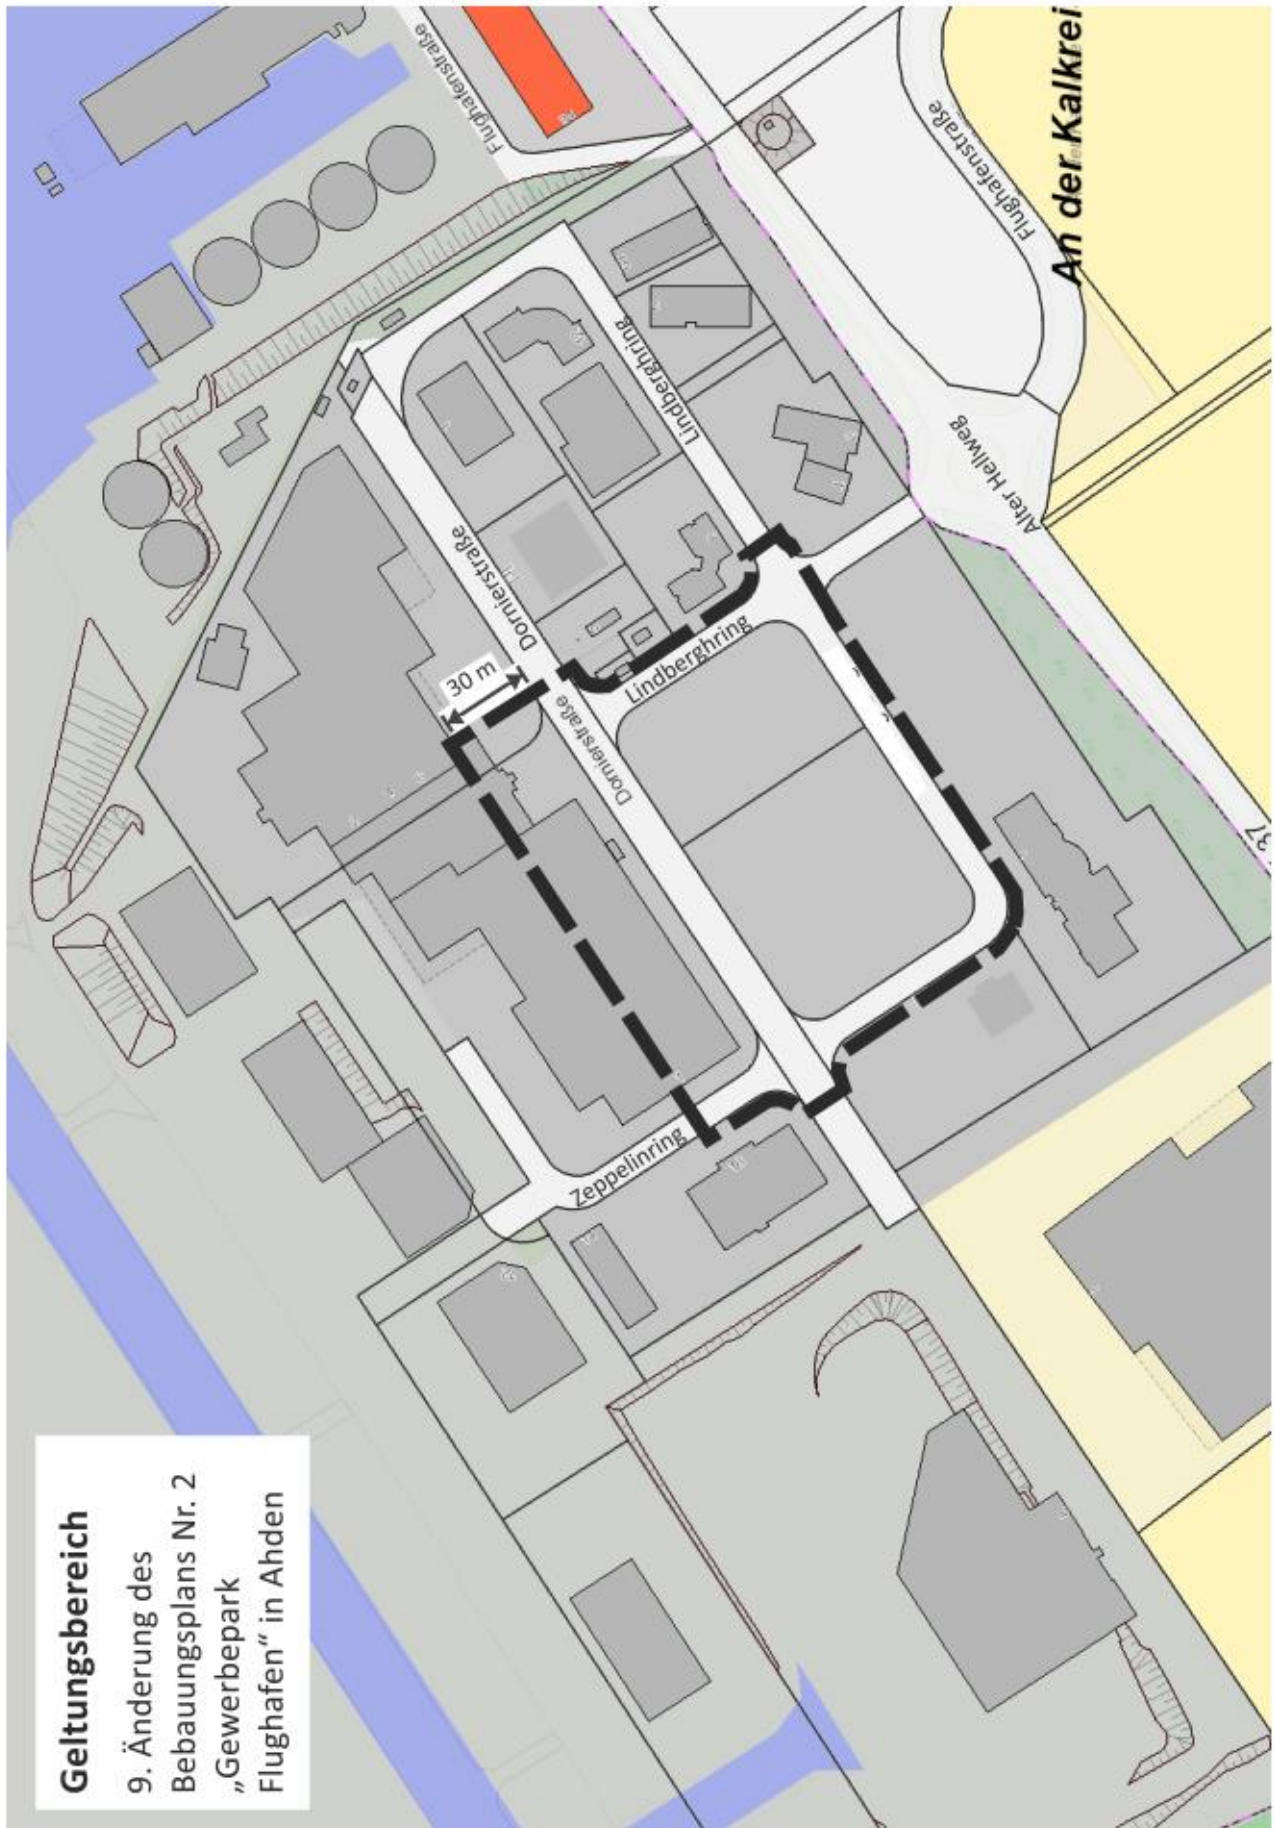 Geltungsbereich
9. Änderung des
Bebauungsplans Nr. 2
„Gewerbepark
Flughafen“ in Ahden
Flughafenstraße
Flughafenstraße
An der Kalkrei
Alter Hellweg
Lindberghring
Dornierstraße
30 m
Dornierstraße
Lindberghring
Zeppelinring
37